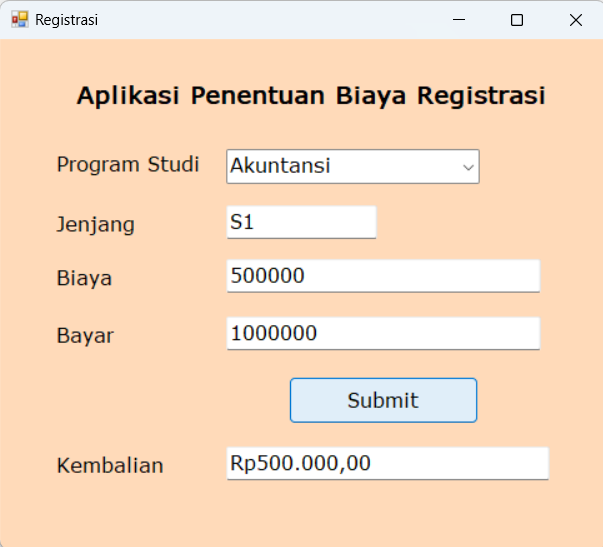 Registrasi
Aplikasi Penentuan Biaya Registrasi
Program Studi Akuntansi
Jenjang S1
Biaya 500000
Bayar 1000000
Submit
Kembalian Rp500.000,00